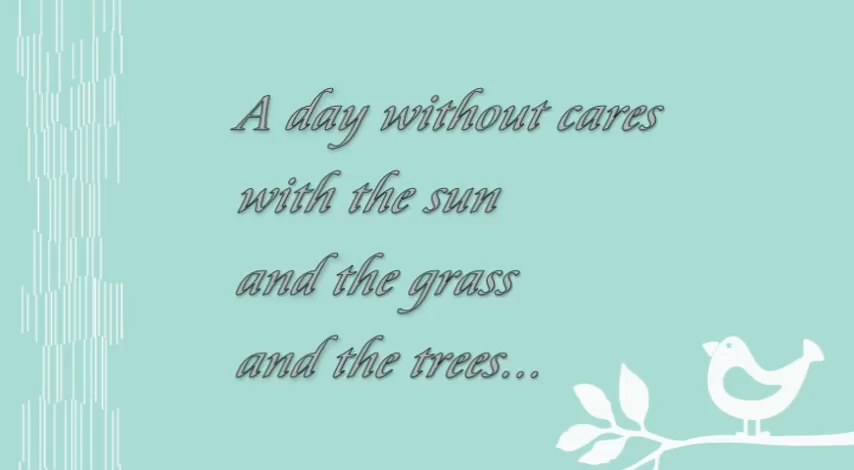 A day without cares
with the sun
and the grass
and the trees...